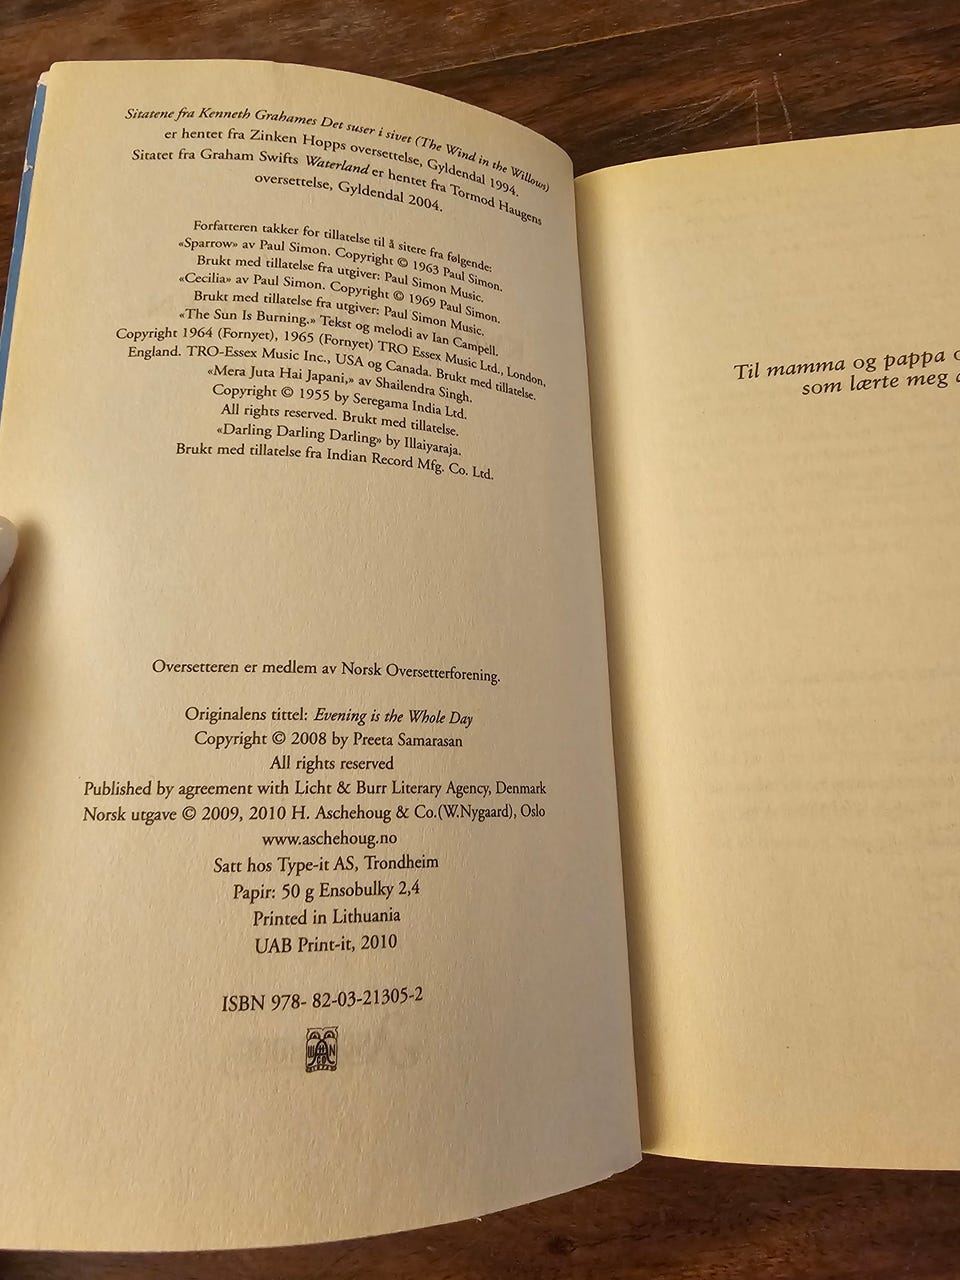 Sitatene fra Kenneth Grahames Det suser i sivet (The Wind in the Willows)
er hentet fra Zinken Hopps oversettelse, Gyldendal 1994.
Sitatet fra Graham Swifts Waterland er hentet fra Tormod Haugens
oversettelse, Gyldendal 2004.
Forfatteren takker for tillatelse til å sitere fra følgende:
«Sparrow» av Paul Simon. Copyright © 1963 Paul Simon.
Brukt med tillatelse fra utgiver: Paul Simon Music.
«Cecilia» av Paul Simon. Copyright © 1969 Paul Simon.
Brukt med tillatelse fra utgiver: Paul Simon Music.
«The Sun Is Burning.» Tekst og melodi av Ian Campell.
Copyright 1964 (Fornyet), 1965 (Fornyet) TRO Essex Music Ltd., London,
England. TRO-Essex Music Inc., USA og Canada. Brukt med tillatelse.
«Mera Juta Hai Japani,» av Shailendra Singh.
Copyright © 1955 by Seregama India Ltd.
All rights reserved. Brukt med tillatelse.
«Darling Darling Darling» by Illaiyaraja.
Brukt med tillatelse fra Indian Record Mfg. Co. Ltd.
Oversetteren er medlem av Norsk Oversetterforening.
Originalens tittel: Evening is the Whole Day
Copyright © 2008 by Preeta Samarasan
All rights reserved
Published by agreement with Licht & Burr Literary Agency, Denmark
Norsk utgave © 2009, 2010 H. Aschehoug & Co.(W.Nygaard), Oslo
www.aschehoug.no
Satt hos Type-it AS, Trondheim
Papir: 50 g Ensobulky 2,4
Printed in Lithuania
UAB Print-it, 2010
ISBN 978- 82-03-21305-2
Til mamma og pappa
som lærte meg